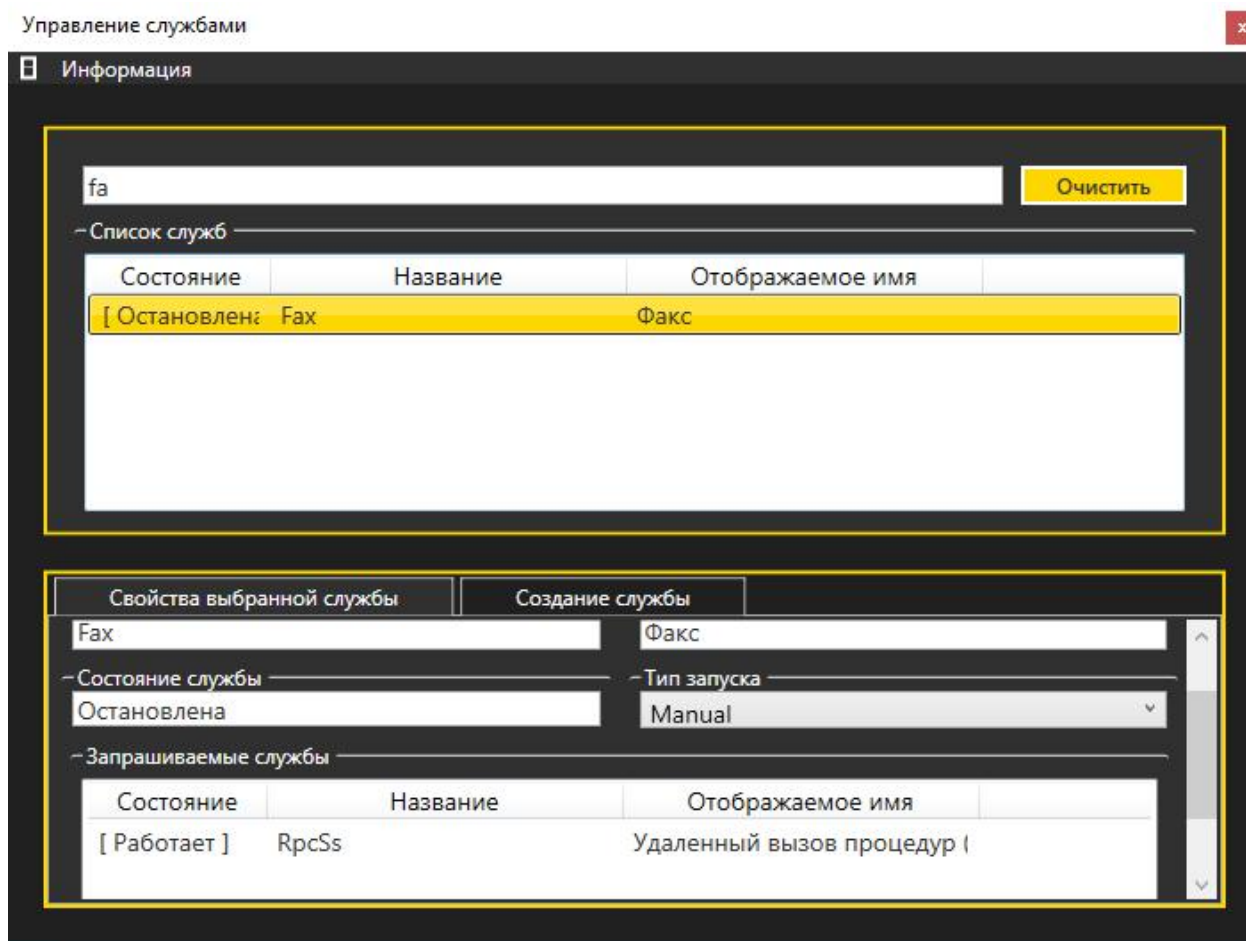 Управление службами
x
Информация
fa
Очистить
Список служб
Состояние Название Отображаемое имя
[ Остановлена Fax Факс
Свойства выбранной службы Создание службы
Fax Факс
Состояние службы Тип запуска
Остановлена Manual
Запрашиваемые службы
Состояние Название Отображаемое имя
[ Работает ] RpcSs Удаленный вызов процедур (